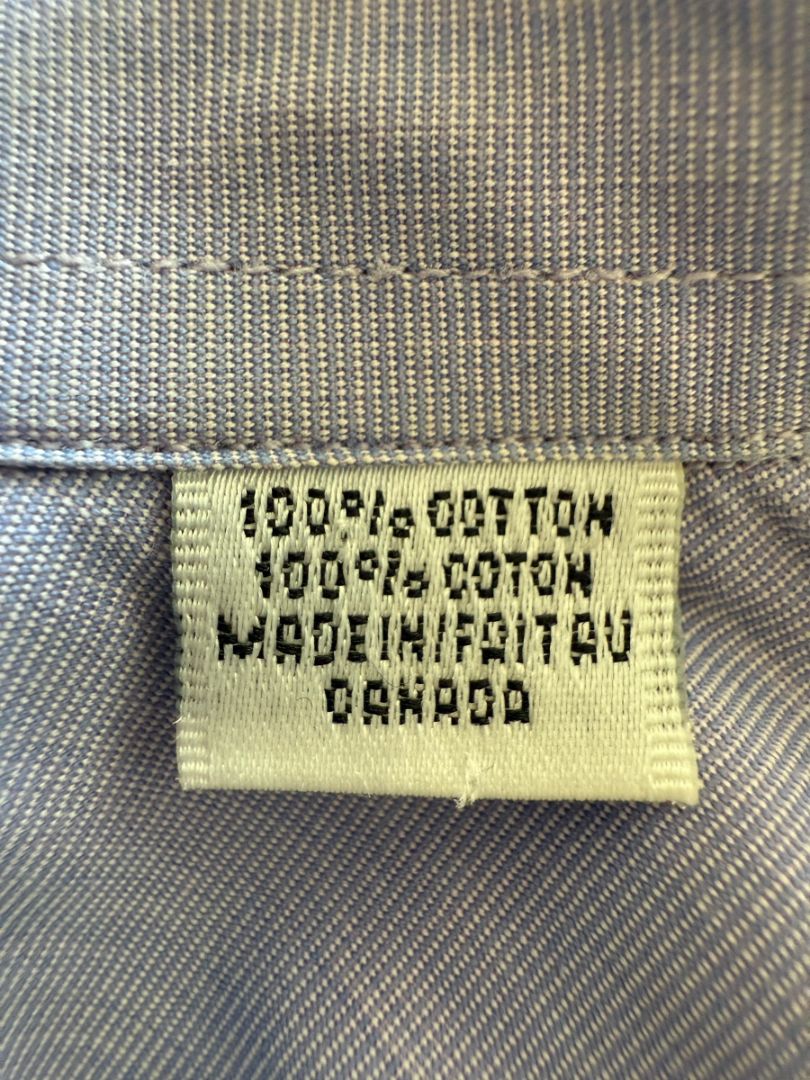 100% COTTON
100% COTON
MADE IN/FAIT AU
CANADA